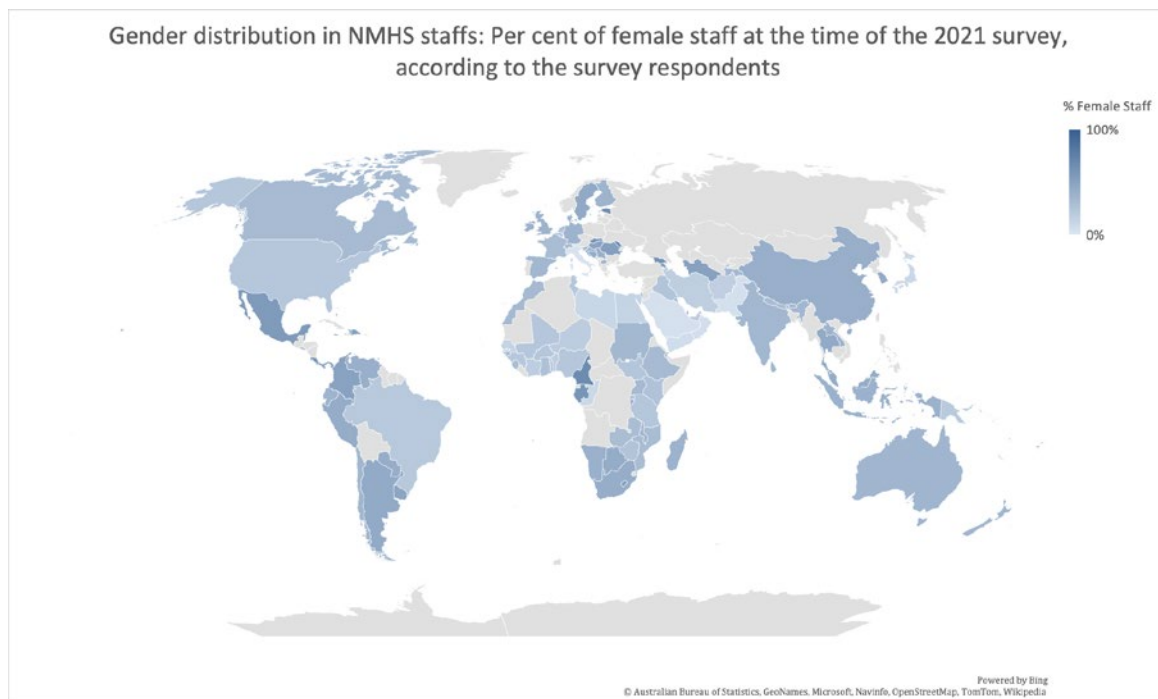 Gender distribution in NMHS staffs: Per cent of female staff at the time of the 2021 survey,
according to the survey respondents
% Female Staff
100%
0%
Powered by Bing
© Australian Bureau of Statistics, GeoNames, Microsoft, Navinfo, OpenStreetMap, TomTom, Wikipedia